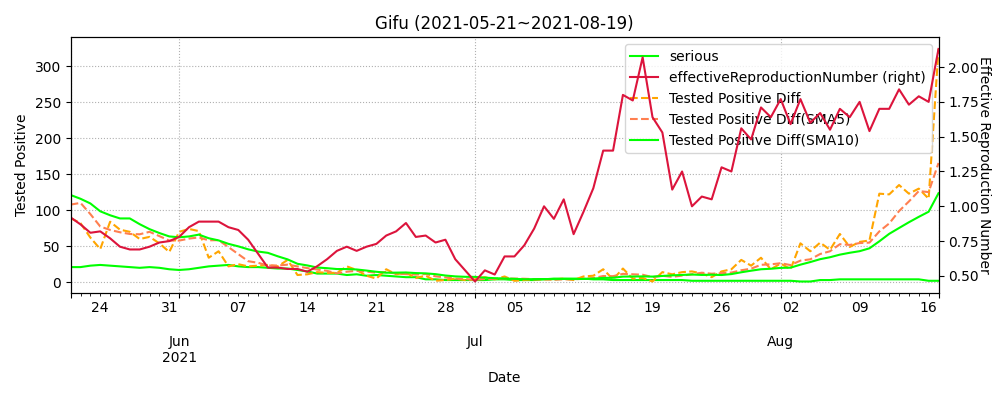 Gifu (2021-05-21~2021-08-19)
serious
effectiveReproductionNumber (right)
Tested Positive Diff
Tested Positive Diff(SMA5)
Tested Positive Diff(SMA10)
Tested Positive
300
250
200
150
100
50
0
Effective Reproduction Number
2.00
1.75
1.50
1.25
1.00
0.75
0.50
24 31 07 14 21 28 05 12 19 26 02 09 16
Jun Jul Aug
2021
Date